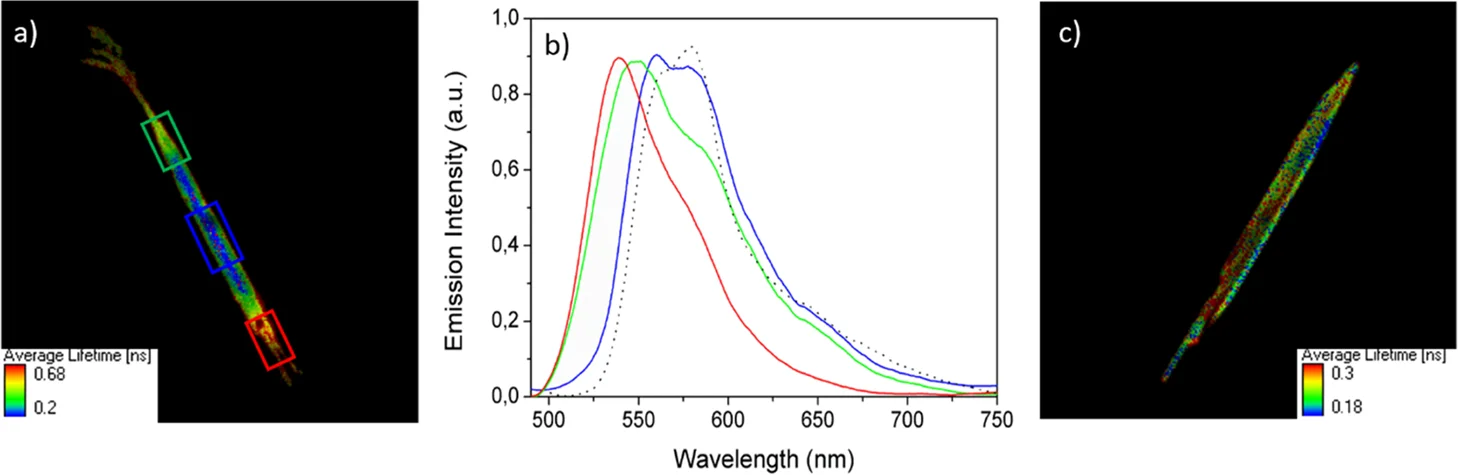 a)
Average Lifetime [ns]
0.68
0.2
b)
Emission Intensity (a.u.)
1,0
0,8
0,6
0,4
0,2
0,0
500 550 600 650 700 750
Wavelength (nm)
c)
Average Lifetime [ns]
0.3
0.18